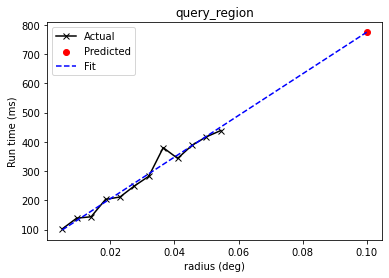 query_region
Actual
Predicted
Fit
Run time (ms)
800
700
600
500
400
300
200
100
0.02
0.04
0.06
0.08
0.10
radius (deg)